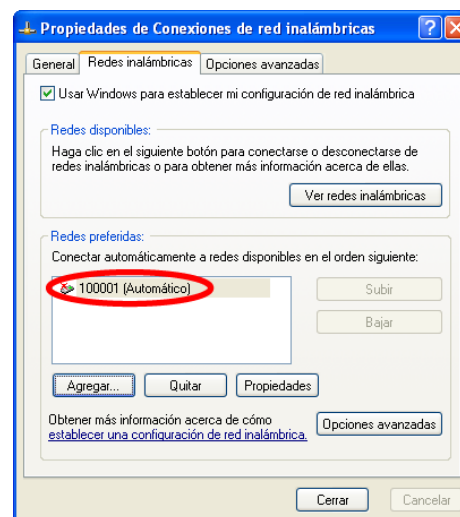 Propiedades de Conexiones de red inalámbricas
General Redes inalámbricas Opciones avanzadas
Usar Windows para establecer mi configuración de red inalámbrica
Redes disponibles:
Haga clic en el siguiente botón para conectarse o desconectarse de
redes inalámbricas o para obtener más información acerca de ellas.
Ver redes inalámbricas
Redes preferidas:
Conectar automáticamente a redes disponibles en el orden siguiente:
100001 (Automático)
Subir
Bajar
Agregar... Quitar Propiedades
Obtener más información acerca de cómo
establecer una configuración de red inalámbrica.
Opciones avanzadas
Cerrar Cancelar